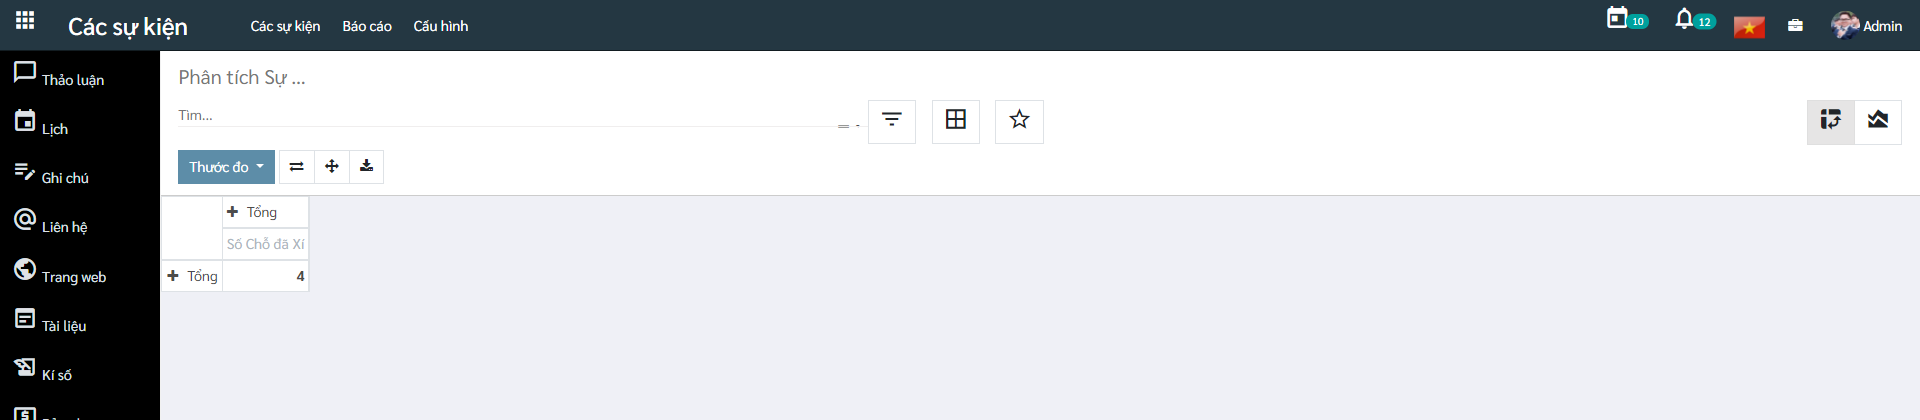 Các sự kiện
Các sự kiện Báo cáo Cấu hình
10
12
Admin
Thảo luận
Lịch
Ghi chú
Liên hệ
Trang web
Tài liệu
Kí số
Phân tích Sự ...
Tìm...
Thước đo
Tổng
Số Chỗ đã Xí
Tổng 4